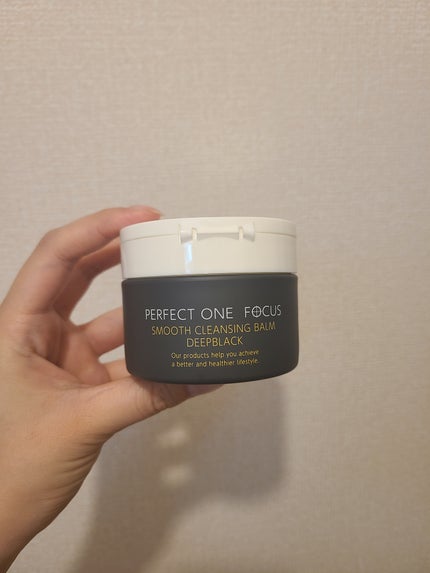 PERFECT ONE FOCUS
SMOOTH CLEANSING BALM
DEEPBLACK
Our products help you achieve
a better and healthier lifestyle.